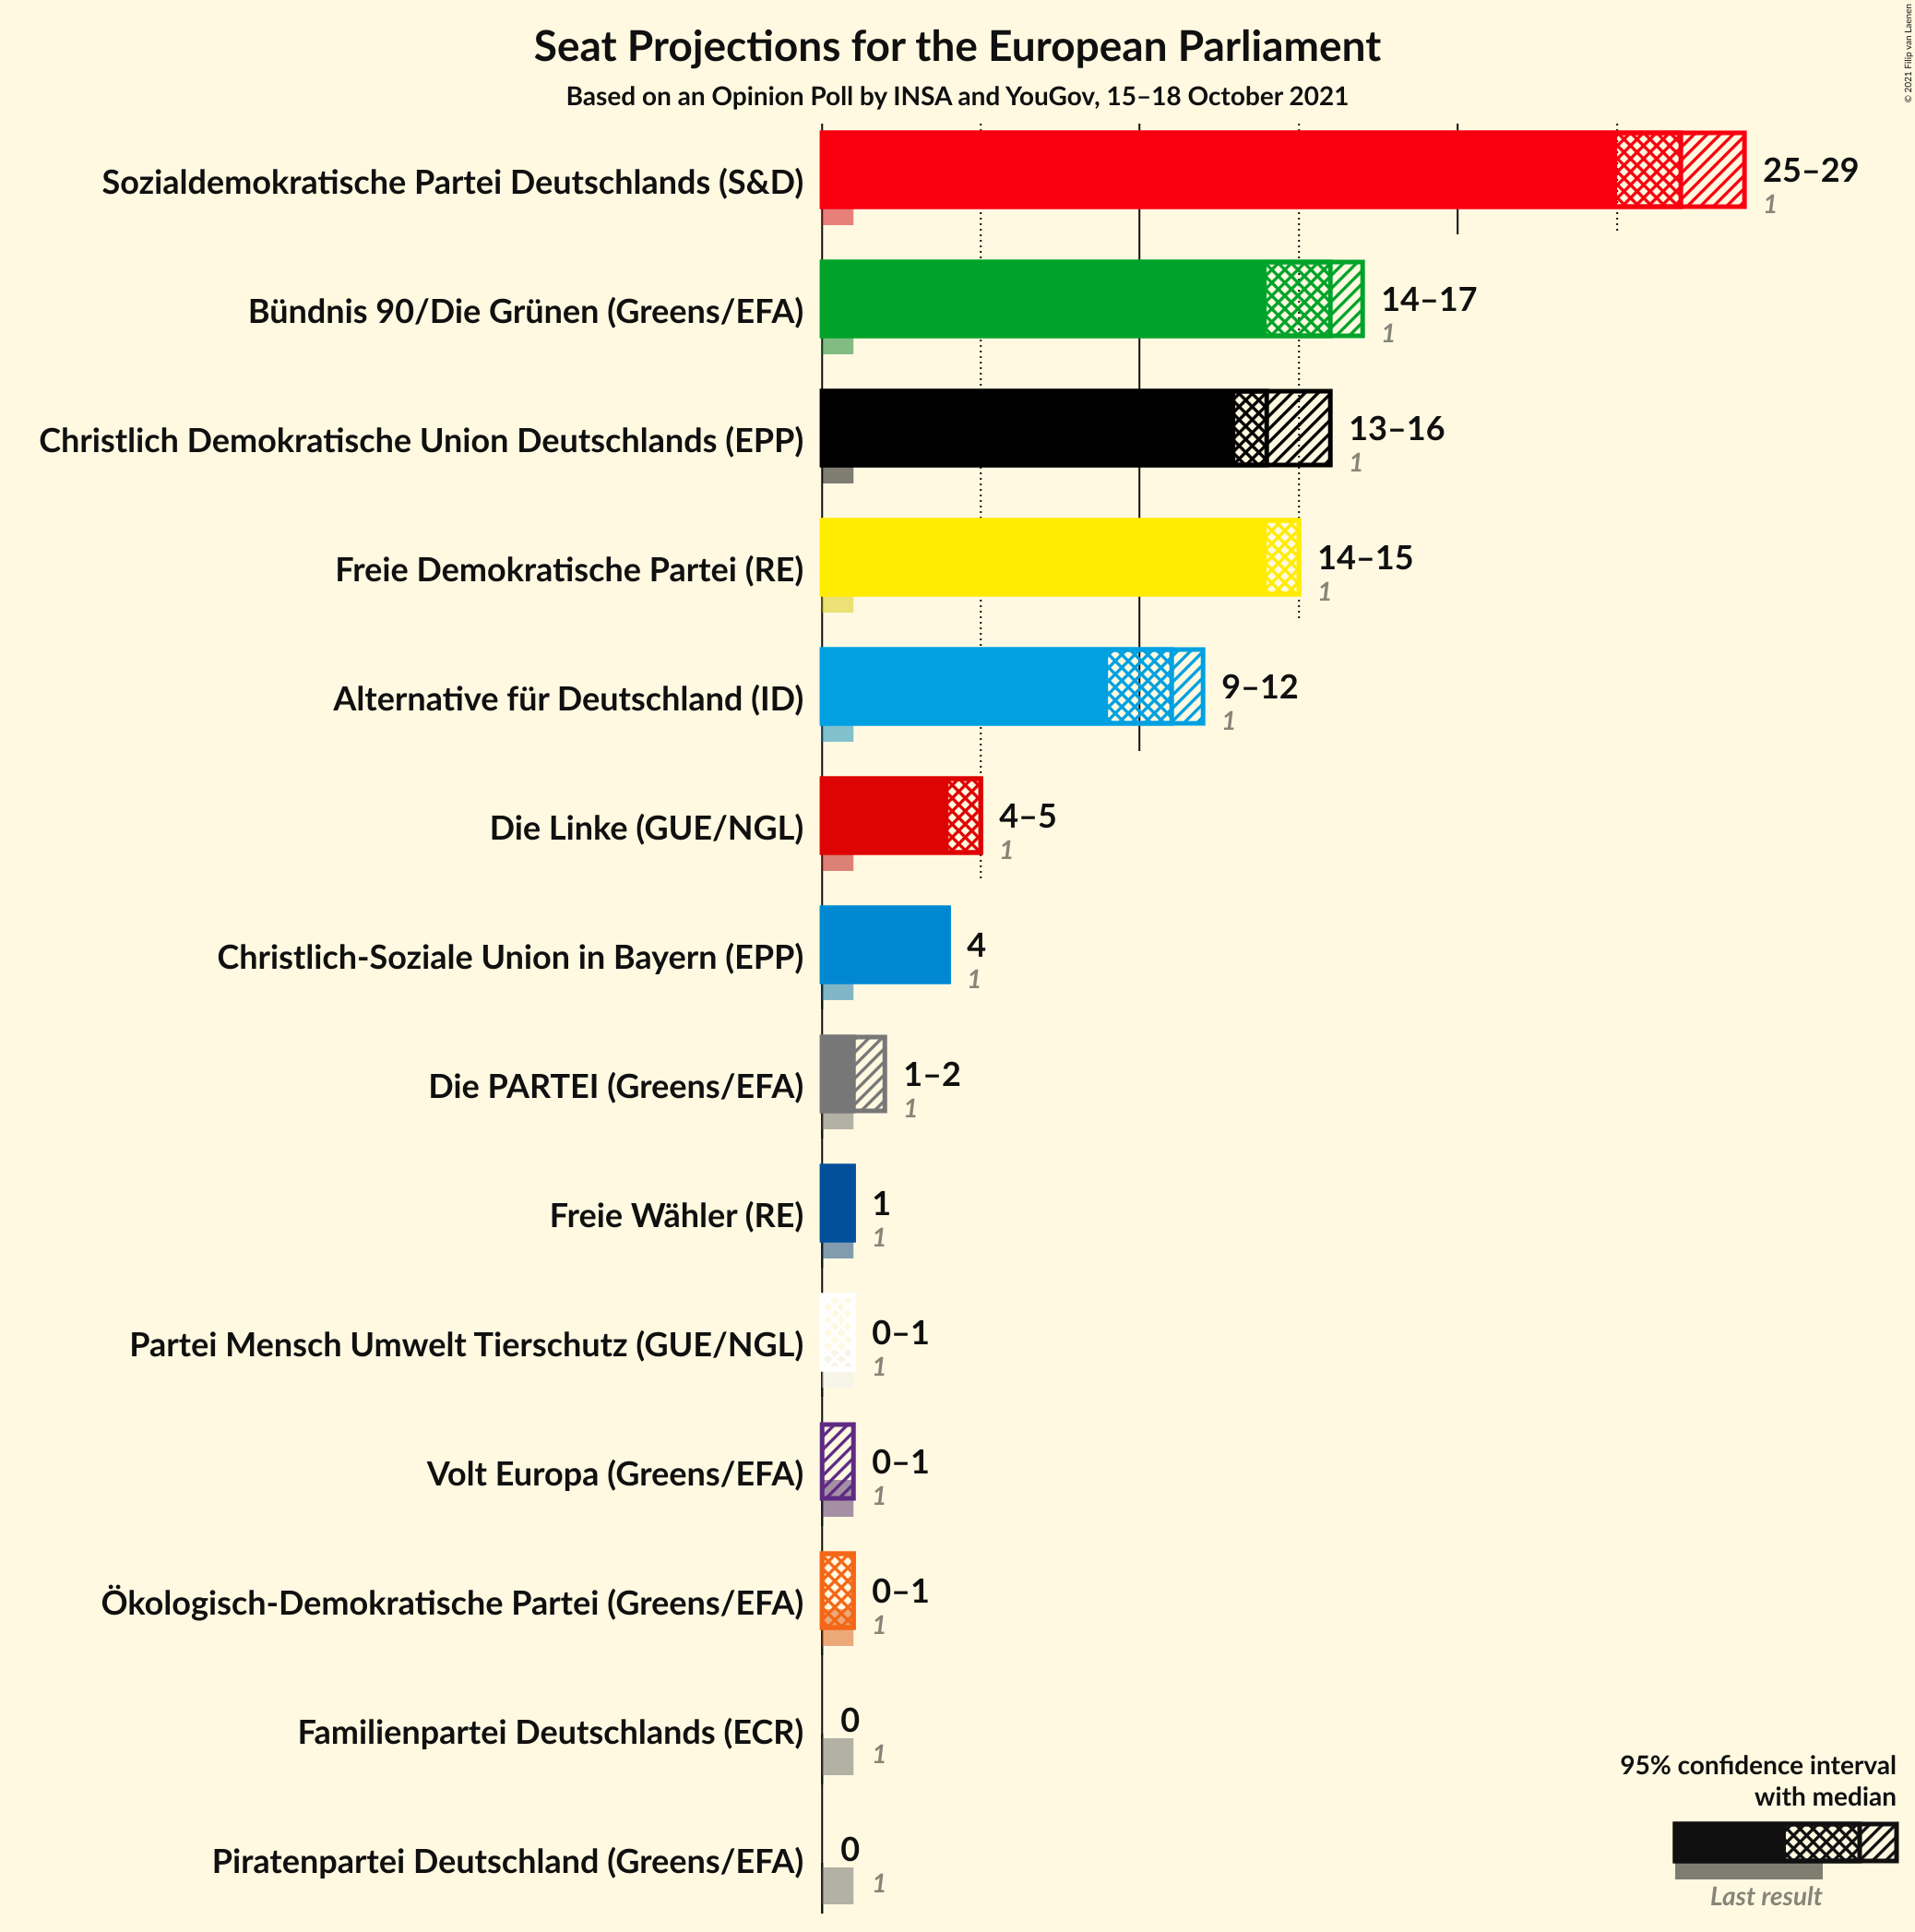 Seat Projections for the European Parliament
Based on an Opinion Poll by INSA and YouGov, 15–18 October 2021
© 2021 Filip van Laenen
Sozialdemokratische Partei Deutschlands (S&D)
25–29
1
Bündnis 90/Die Grünen (Greens/EFA)
14–17
1
Christlich Demokratische Union Deutschlands (EPP)
13–16
1
Freie Demokratische Partei (RE)
14–15
1
Alternative für Deutschland (ID)
9–12
1
Die Linke (GUE/NGL)
4–5
1
Christlich-Soziale Union in Bayern (EPP)
4
1
Die PARTEI (Greens/EFA)
1–2
1
Freie Wähler (RE)
1
1
Partei Mensch Umwelt Tierschutz (GUE/NGL)
0–1
1
Volt Europa (Greens/EFA)
0–1
1
Ökologisch-Demokratische Partei (Greens/EFA)
0–1
1
Familienpartei Deutschlands (ECR)
0
1
Piratenpartei Deutschland (Greens/EFA)
0
1
95% confidence interval
with median
Last result